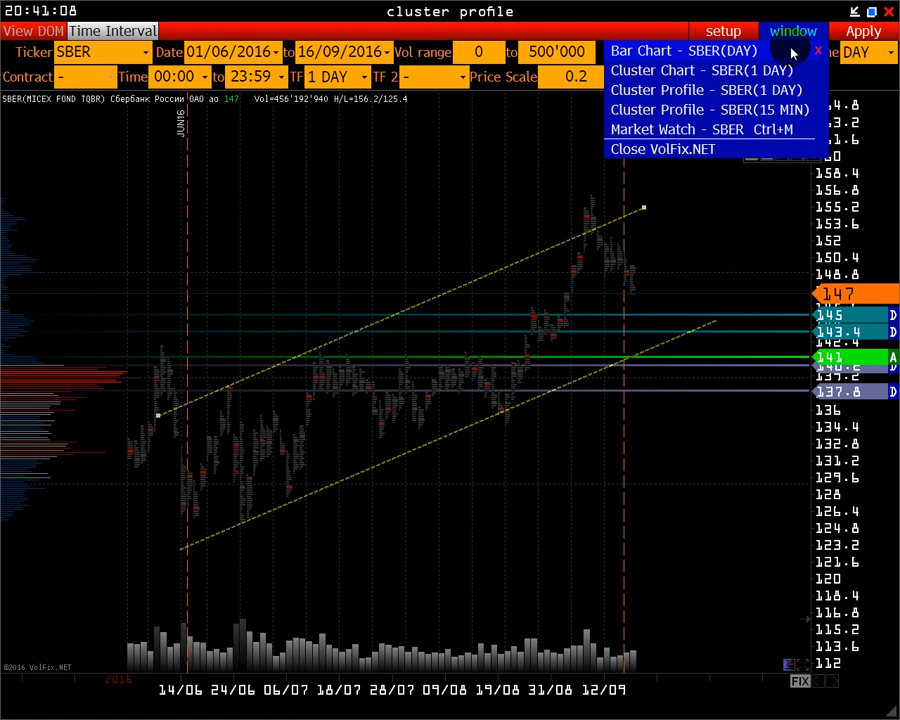 20:41:08 cluster profile
View DOM Time Interval setup window Apply
Ticker SBER Date 01/06/2016 - 16/09/2016 Vol range 0 500'000 ne DAY
Contract - Time 00:00 - 23:59 TF 1 DAY TF 2 - Price Scale 0.2
Bar Chart - SBER(DAY) x
Cluster Chart - SBER(1 DAY)
Cluster Profile - SBER(1 DAY)
Cluster Profile - SBER(15 MIN)
Market Watch - SBER Ctrl+M
Close VolFix.NET
SBER(MICEX FOND TQBR) Сбербанк России ОАО ао 147 Vol=456'192'940 H/L=156.2/125.4
JUN16
158.4
156.8
155.2
153.6
152
150.4
148.8
147
145 D
143.4 D
142.4
141 A
139.2
137.8 D
136
134.4
132.8
131.2
129.6
128
126.4
124.8
123.2
121.6
120
118.4
116.8
115.2
113.6
112
©2016 VolFix.NET
2016
FIX
14/06 24/06 06/07 18/07 28/07 09/08 19/08 31/08 12/09